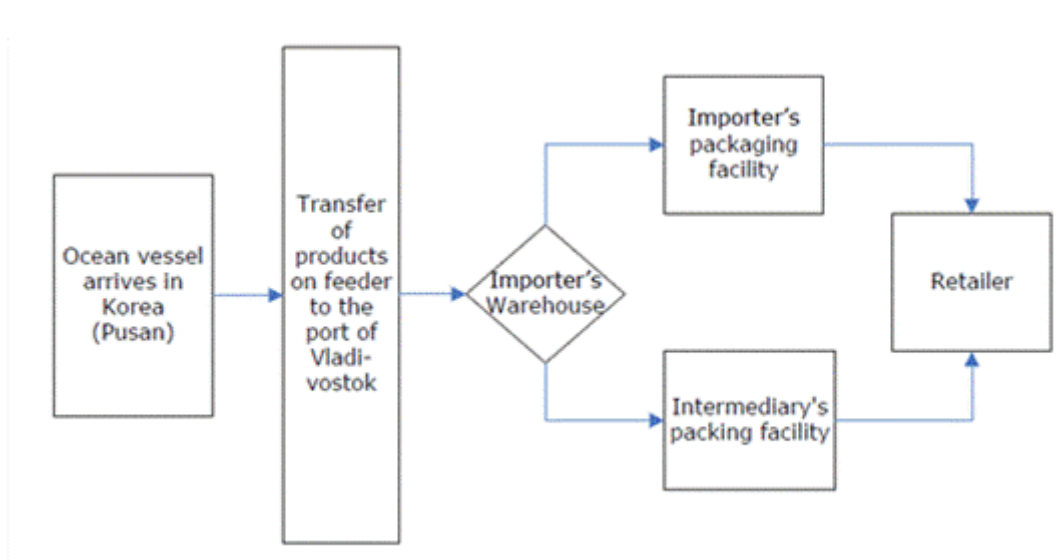 Ocean vessel
arrives in
Korea
(Pusan)
Transfer
of
products
on feeder
to the
port of
Vladi-
vostok
Importer's
Warehouse
Importer's
packaging
facility
Intermediary's
packing facility
Retailer